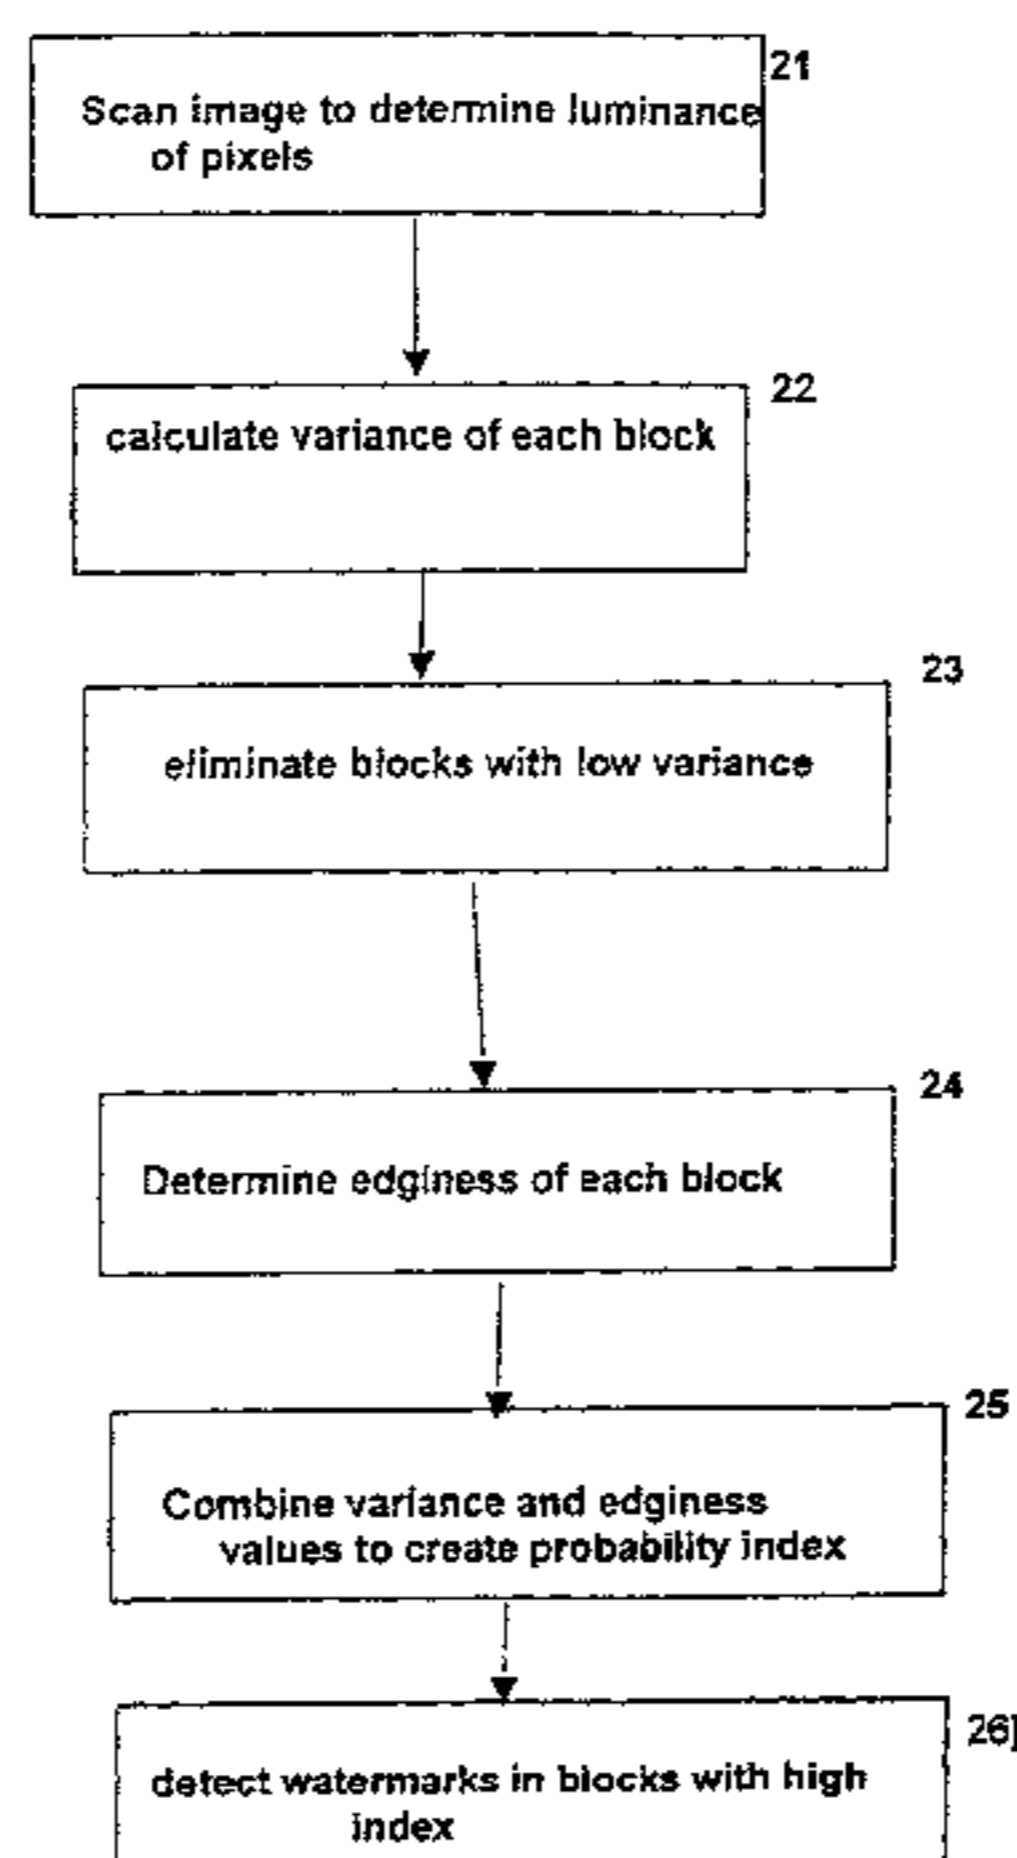 21
Scan image to determine luminance
of pixels
22
calculate variance of each block
23
eliminate blocks with low variance
24
Determine edginess of each block
25
Combine variance and edginess
values to create probability index
26]
detect watermarks in blocks with high
index